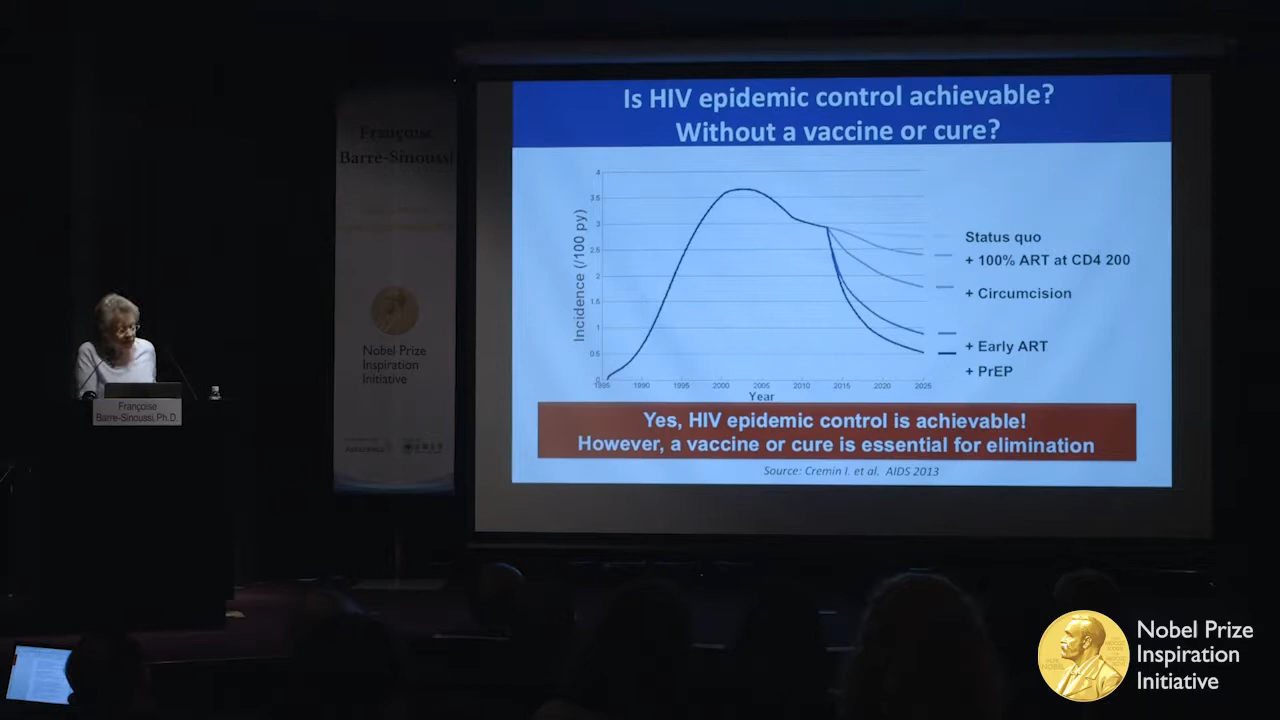 Is HIV epidemic control achievable?
Without a vaccine or cure?
Incidence (/100 py)
4
3.5
3
2.5
2
1.5
1
0.5
0
1985
1990
1995
2000
2005
2010
2015
2020
2025
Year
Status quo
+ 100% ART at CD4 200
+ Circumcision
+ Early ART
+ PrEP
Yes, HIV epidemic control is achievable!
However, a vaccine or cure is essential for elimination
Source: Cremin I. et al. AIDS 2013
Françoise
Barré-Sinoussi
Nobel Prize
Inspiration
Initiative
Françoise
Barre-Sinoussi, Ph.D
Nobel Prize
Inspiration
Initiative